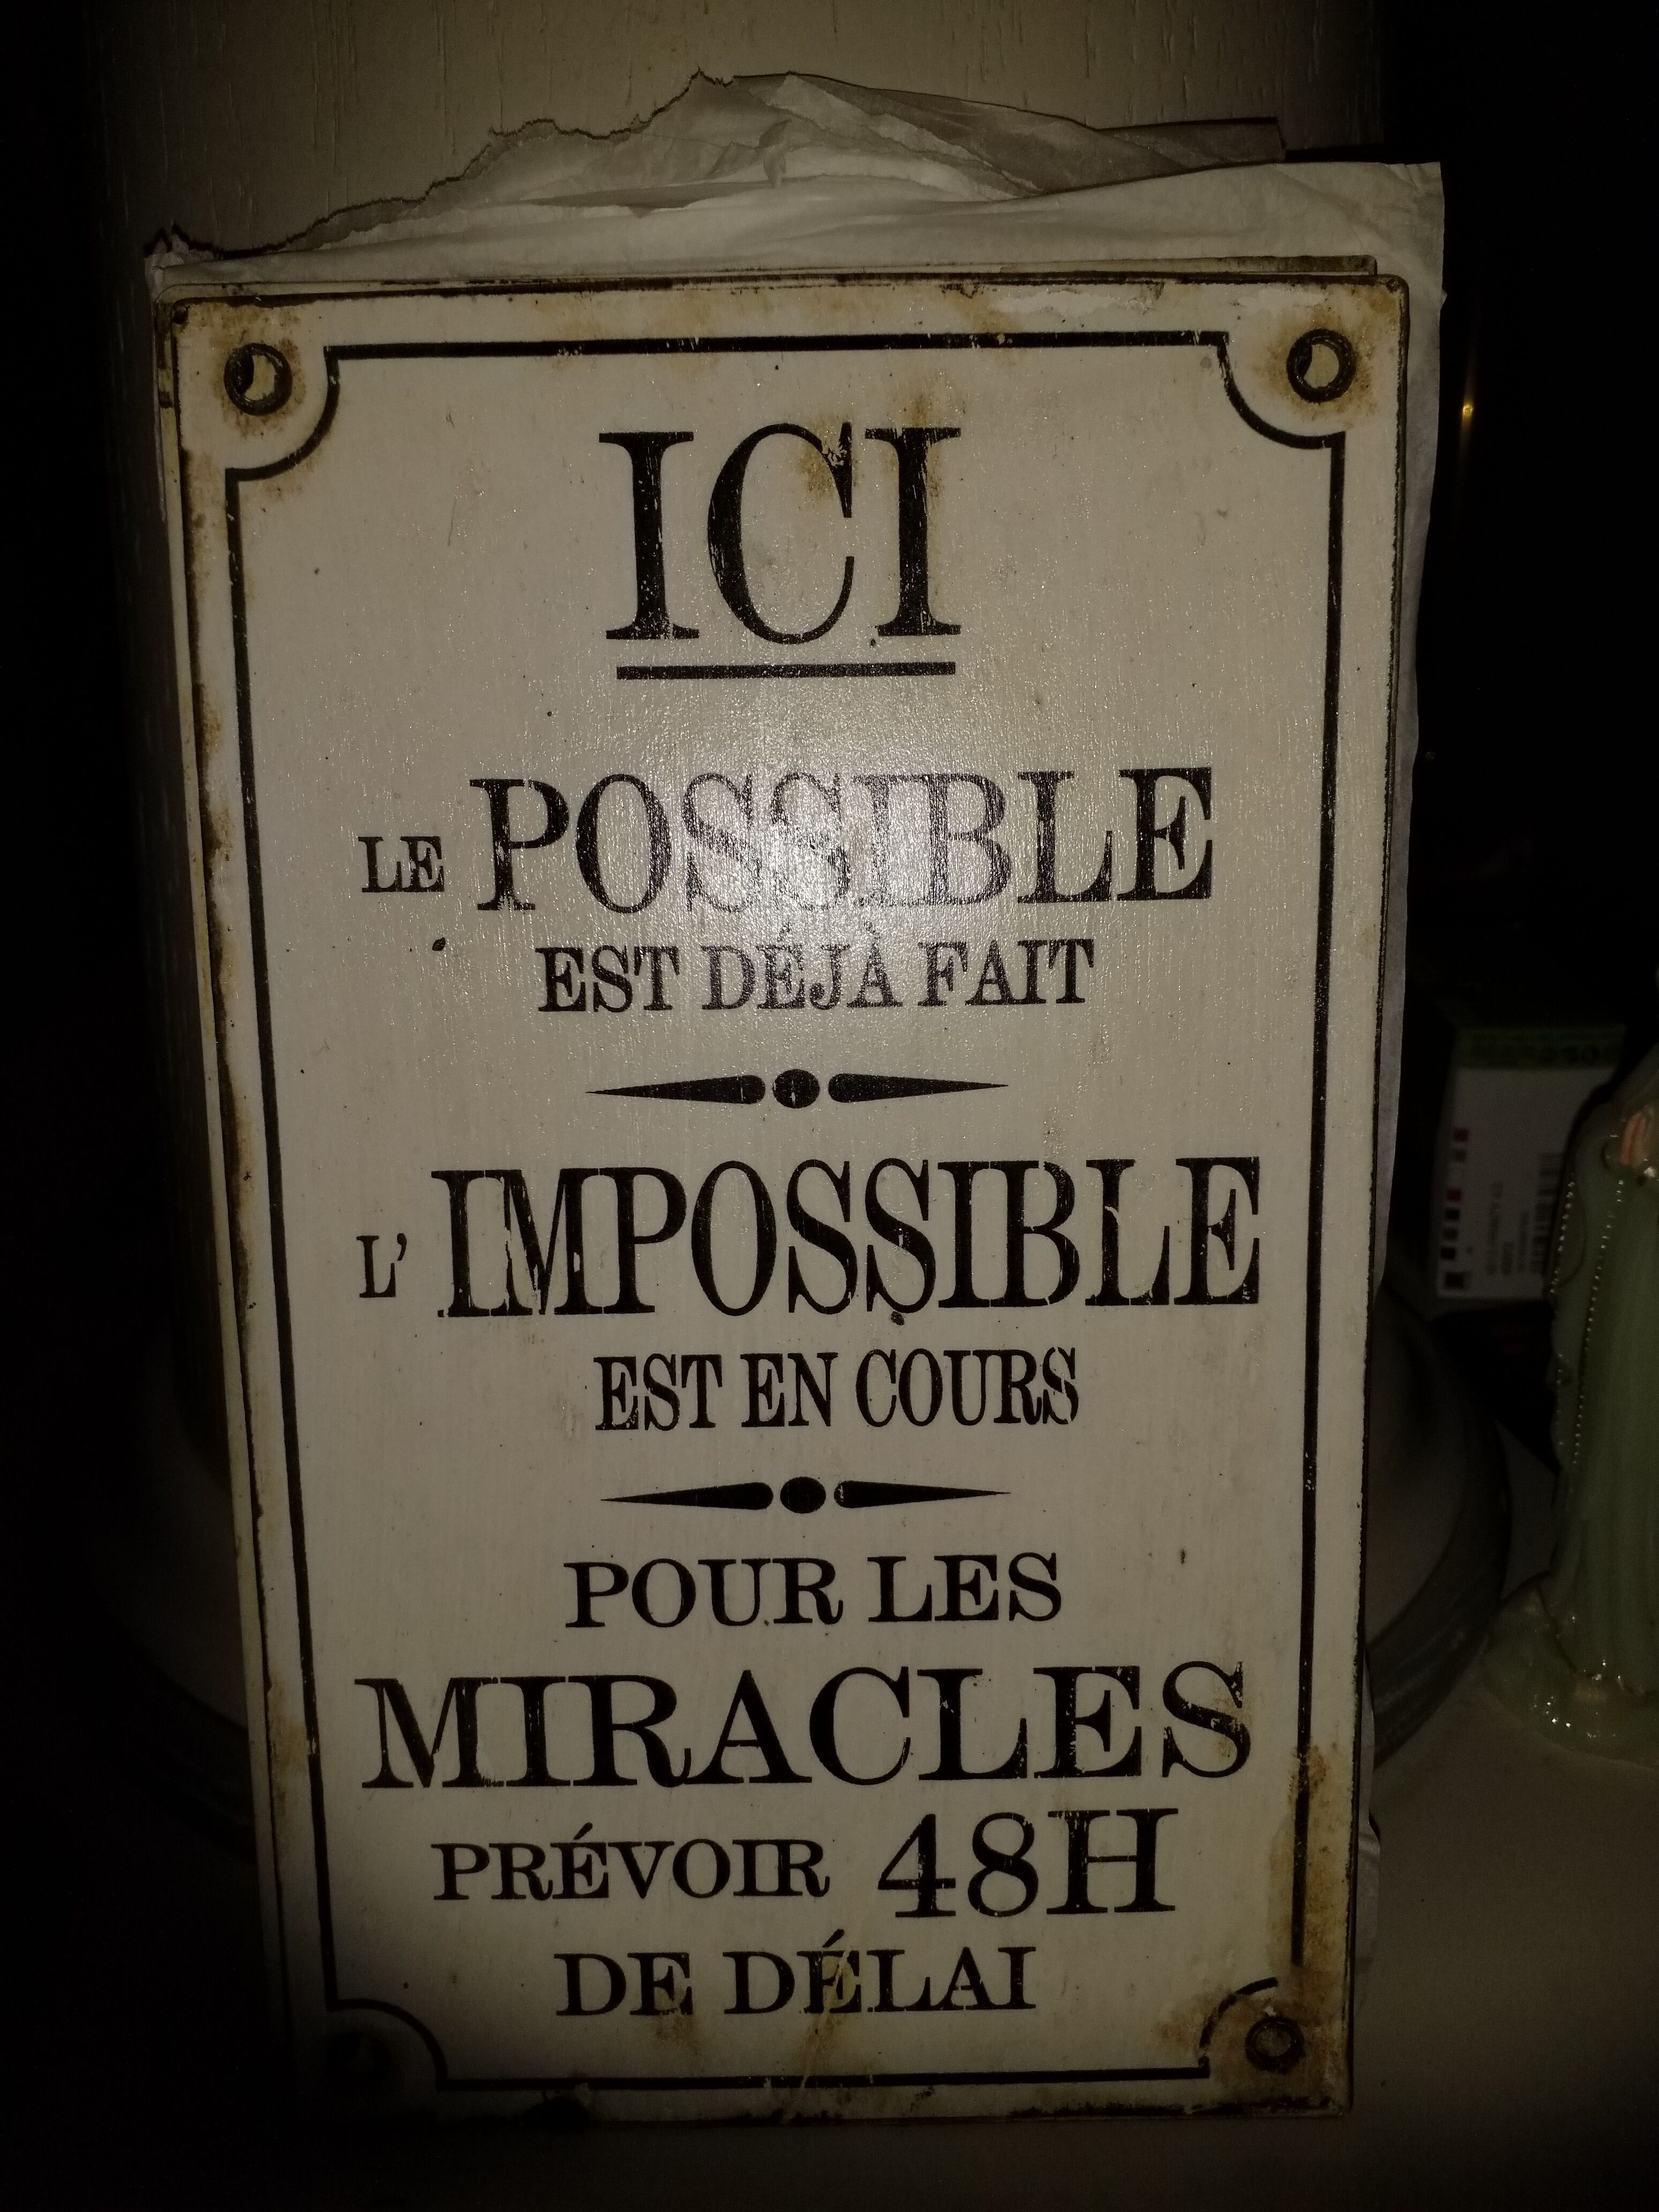 ICI
LE POSSIBLE
EST DÉJÀ FAIT
L' IMPOSSIBLE
EST EN COURS
POUR LES
MIRACLES
PRÉVOIR 48H
DE DÉLAI